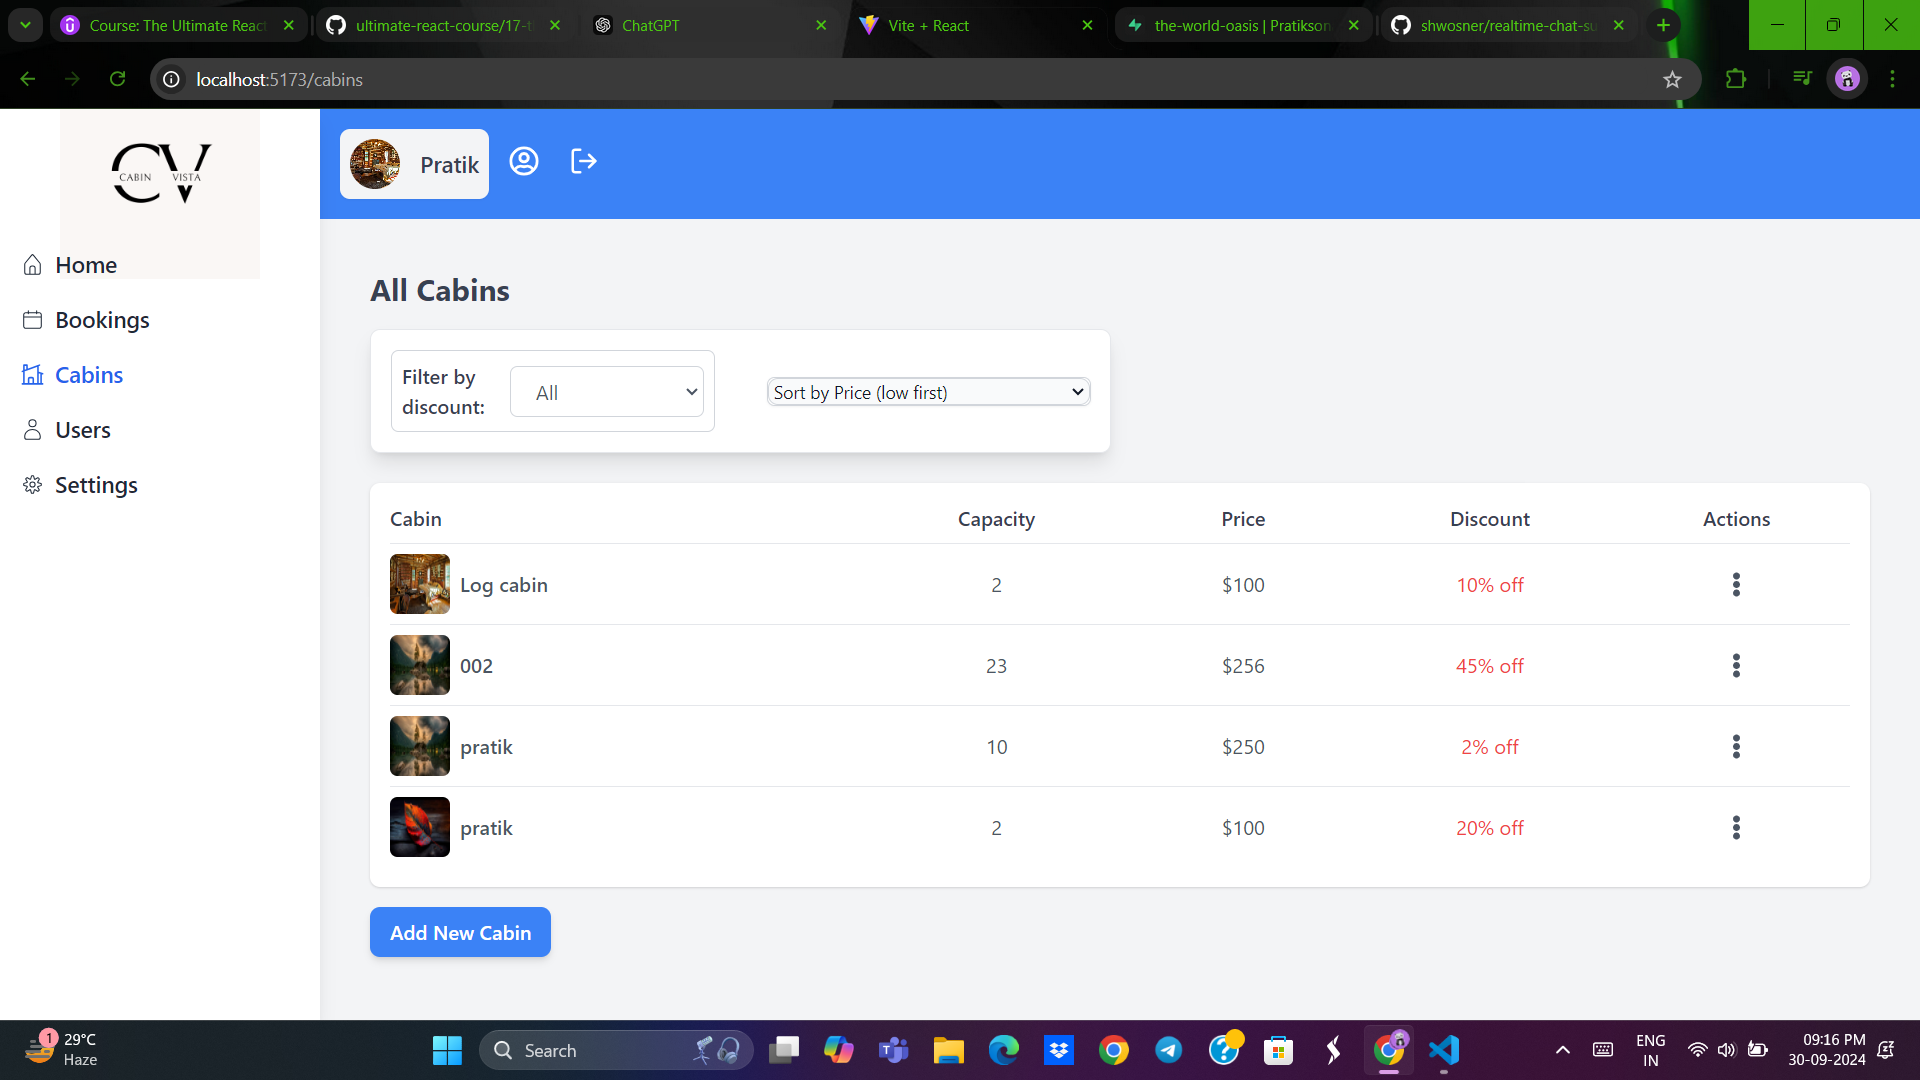 Course: The Ultimate React
ultimate-react-course/17-t
ChatGPT
Vite + React
the-world-oasis | Pratikson
shwosner/realtime-chat-su
localhost:5173/cabins
CV
CABIN VISTA
Pratik
Home
Bookings
Cabins
Users
Settings
All Cabins
Filter by
discount:
All
Sort by Price (low first)
Cabin Capacity Price Discount Actions
Log cabin 2 $100 10% off
002 23 $256 45% off
pratik 10 $250 2% off
pratik 2 $100 20% off
Add New Cabin
1
29°C
Haze
Search
ENG
IN
09:16 PM
30-09-2024